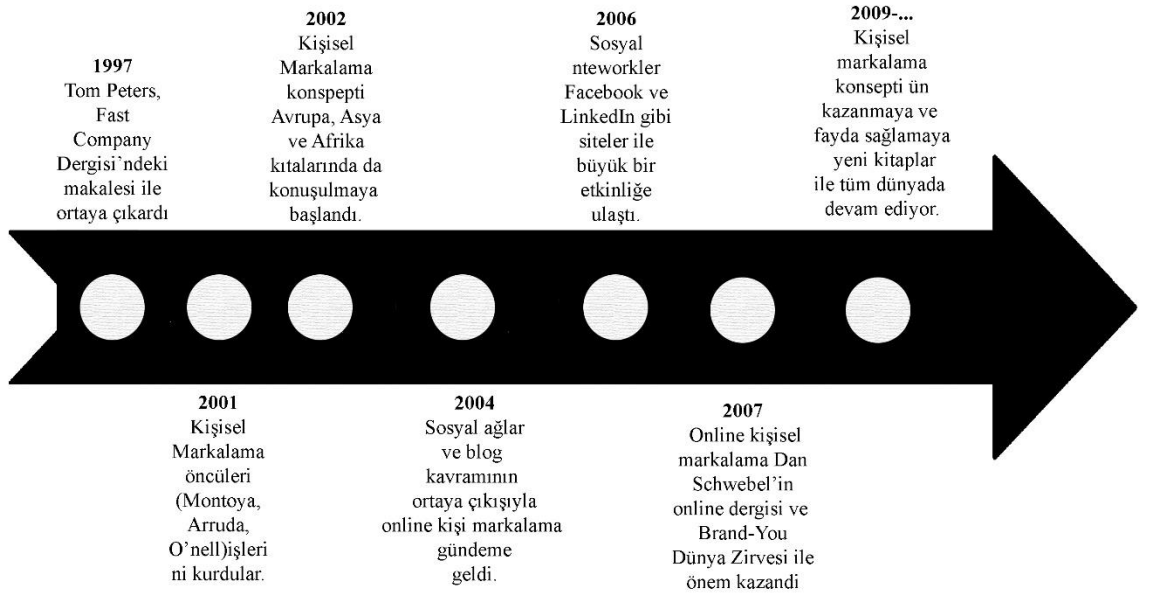 1997
Tom Peters,
Fast
Company
Dergisi’ndeki
makalesi ile
ortaya çıkardı
2002
Kişisel
Markalama
konspepti
Avrupa, Asya
ve Afrika
kıtalarında da
konuşulmaya
başlandı.
2006
Sosyal
nteworkler
Facebook ve
LinkedIn gibi
siteler ile
büyük bir
etkinliğe
ulaştı.
2009-...
Kişisel
markalama
konsepti ün
kazanmaya ve
fayda sağlamaya
yeni kitaplar
ile tüm dünyada
devam ediyor.
2001
Kişisel
Markalama
öncüleri
(Montoya,
Arruda,
O’nell)işleri
ni kurdular.
2004
Sosyal ağlar
ve blog
kavramının
ortaya çıkışıyla
online kişi markalama
gündeme
geldi.
2007
Online kişisel
markalama Dan
Schwebel’in
online dergisi ve
Brand-You
Dünya Zirvesi ile
önem kazandi